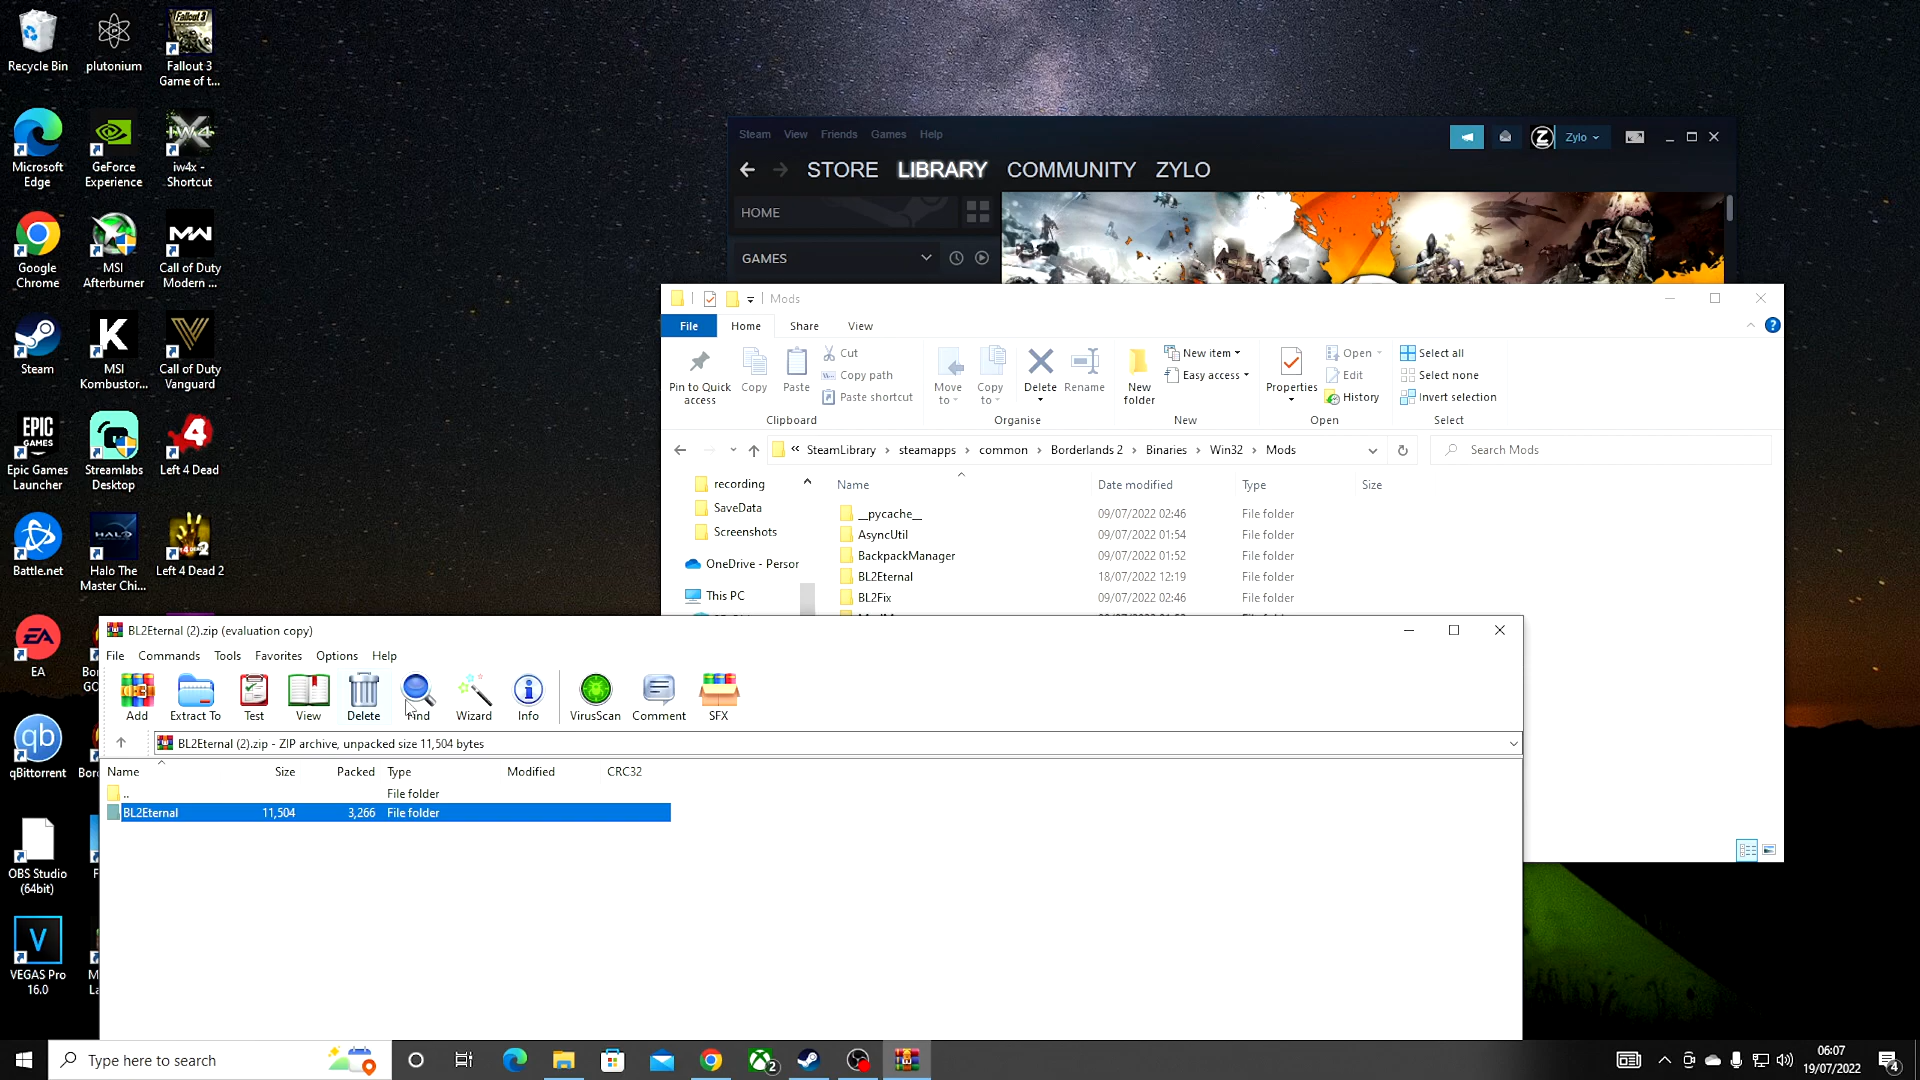 Recycle Bin
plutonium
Fallout 3
Game of t...
Microsoft
Edge
GeForce
Experience
iw4x -
Shortcut
Google
Chrome
MSI
Afterburner
Call of Duty
Modern ...
Steam
MSI
Kombustor...
Call of Duty
Vanguard
Epic Games
Launcher
Streamlabs
Desktop
Left 4 Dead
Battle.net
Halo The
Master Chi...
Left 4 Dead 2
EA
qBittorrent
OBS Studio
(64bit)
VEGAS Pro
16.0
Steam View Friends Games Help
Zylo
STORE LIBRARY COMMUNITY ZYLO
HOME
GAMES
Mods
File Home Share View
Pin to Quick
access
Copy
Paste
Cut
Copy path
Paste shortcut
Clipboard
Move
to
Copy
to
Delete
Rename
Organise
New
folder
New item
Easy access
New
Properties
Open
Edit
History
Open
Select all
Select none
Invert selection
Select
« SteamLibrary › steamapps › common › Borderlands 2 › Binaries › Win32 › Mods
Search Mods
recording
SaveData
Screenshots
OneDrive - Persor
This PC
Name Date modified Type Size
__pycache__ 09/07/2022 02:46 File folder
AsyncUtil 09/07/2022 01:54 File folder
BackpackManager 09/07/2022 01:52 File folder
BL2Eternal 18/07/2022 12:19 File folder
BL2Fix 09/07/2022 02:46 File folder
BL2Eternal (2).zip (evaluation copy)
File Commands Tools Favorites Options Help
Add Extract To Test View Delete Find Wizard Info VirusScan Comment SFX
BL2Eternal (2).zip - ZIP archive, unpacked size 11,504 bytes
Name Size Packed Type Modified CRC32
.. File folder
BL2Eternal 11,504 3,266 File folder
Type here to search
2
06:07
19/07/2022
4